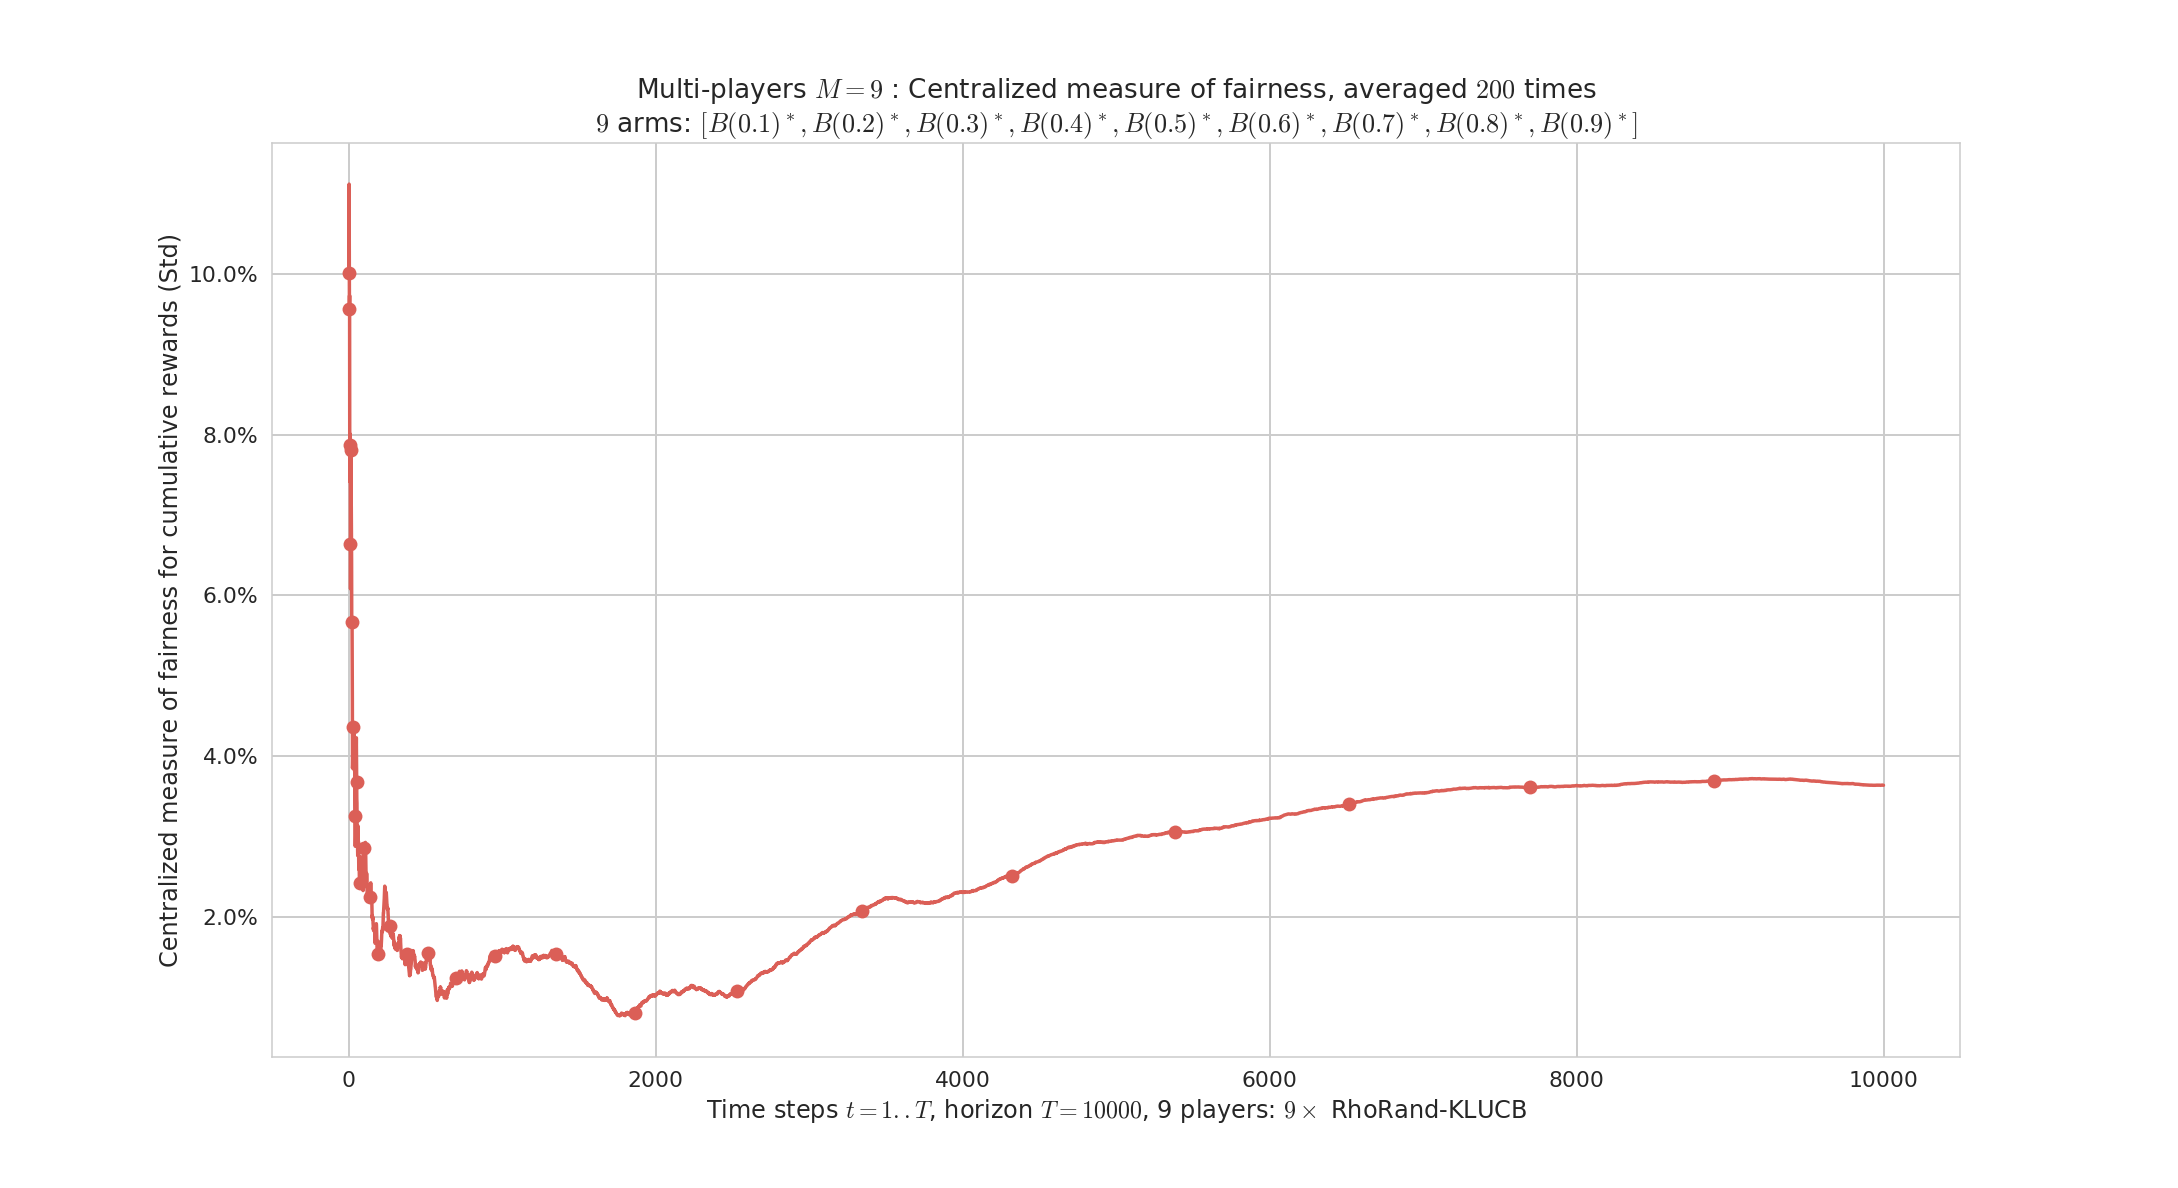 Multi-players M = 9 : Centralized measure of fairness, averaged 200 times
9 arms: [B(0.1)*, B(0.2)*, B(0.3)*, B(0.4)*, B(0.5)*, B(0.6)*, B(0.7)*, B(0.8)*, B(0.9)*]
Centralized measure of fairness for cumulative rewards (Std)
10.0%
8.0%
6.0%
4.0%
2.0%
0 2000 4000 6000 8000 10000
Time steps t = 1..T, horizon T = 10000, 9 players: 9× RhoRand-KLUCB